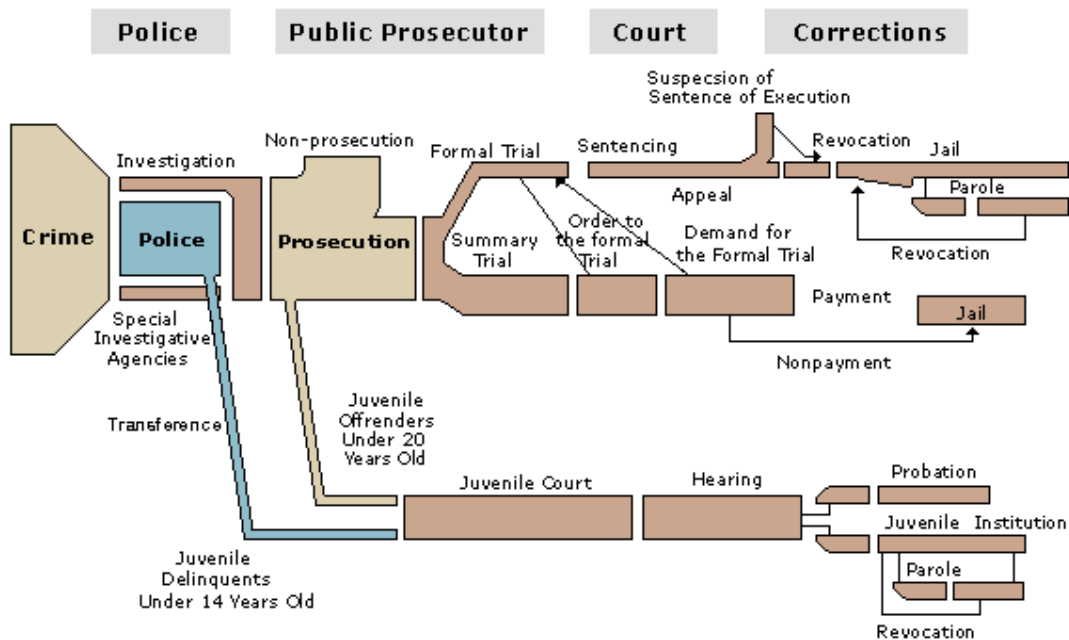 Police
Public Prosecutor
Court
Corrections
Suspecsion of
Sentence of Execution
Non-prosecution
Formal Trial
Sentencing
Revocation
Jail
Investigation
Appeal
Parole
Crime
Police
Prosecution
Summary
Trial
Order to
the formal
Trial
Demand for
the Formal Trial
Revocation
Special
Investigative
Agencies
Payment
Jail
Nonpayment
Transference
Juvenile
Offrenders
Under 20
Years Old
Juvenile Court
Hearing
Probation
Juvenile Institution
Juvenile
Delinquents
Under 14 Years Old
Parole
Revocation